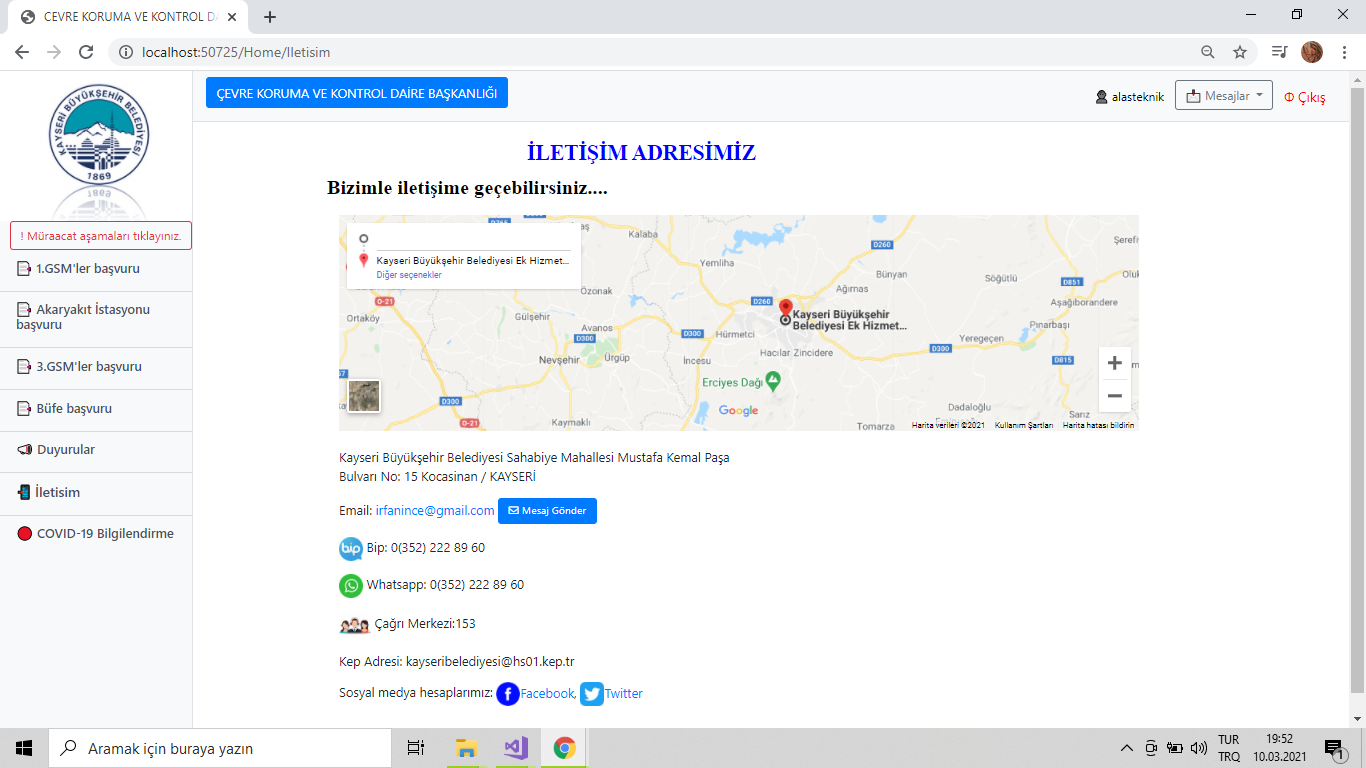 CEVRE KORUMA VE KONTROL D
localhost:50725/Home/Iletisim
KAYSERİ BÜYÜKŞEHİR BELEDİYESİ
1869
ÇEVRE KORUMA VE KONTROL DAİRE BAŞKANLIĞI
alasteknik
Mesajlar
Çıkış
! Müraacat aşamaları tıklayınız.
1.GSM'ler başvuru
Akaryakıt İstasyonu
başvuru
3.GSM'ler başvuru
Büfe başvuru
Duyurular
İletisim
COVID-19 Bilgilendirme
İLETİŞİM ADRESİMİZ
Bizimle iletişime geçebilirsiniz....
Kayseri Büyükşehir Belediyesi Ek Hizmet...
Diğer seçenekler
Kalaba
D260
Şerefi
Yemliha
Bünyan
Söğütlü
D851
Özonak
Ağırnas
O-21
D260
Aşağıborandere
Ortaköy
Gülşehir
Avanos
Kayseri Büyükşehir
Belediyesi Ek Hizmet...
Pınarbaşı
D300
D300
Hürmetci
Yeregeçen
Nevşehir
Ürgüp
İncesu
Hacılar
Zincidere
D300
D815
Erciyes Dağı
D300
Google
Dadaloğlu
Sarız
O-21
Kaymaklı
Tomarza
Harita verileri ©2021
Kullanım Şartları
Harita hatası bildirin
Kayseri Büyükşehir Belediyesi Sahabiye Mahallesi Mustafa Kemal Paşa
Bulvarı No: 15 Kocasinan / KAYSERİ
Email: irfanince@gmail.com Mesaj Gönder
bip Bip: 0(352) 222 89 60
Whatsapp: 0(352) 222 89 60
Çağrı Merkezi:153
Kep Adresi: kayseribelediyesi@hs01.kep.tr
Sosyal medya hesaplarımız: Facebook, Twitter
Aramak için buraya yazın
TUR
TRQ
19:52
10.03.2021
1